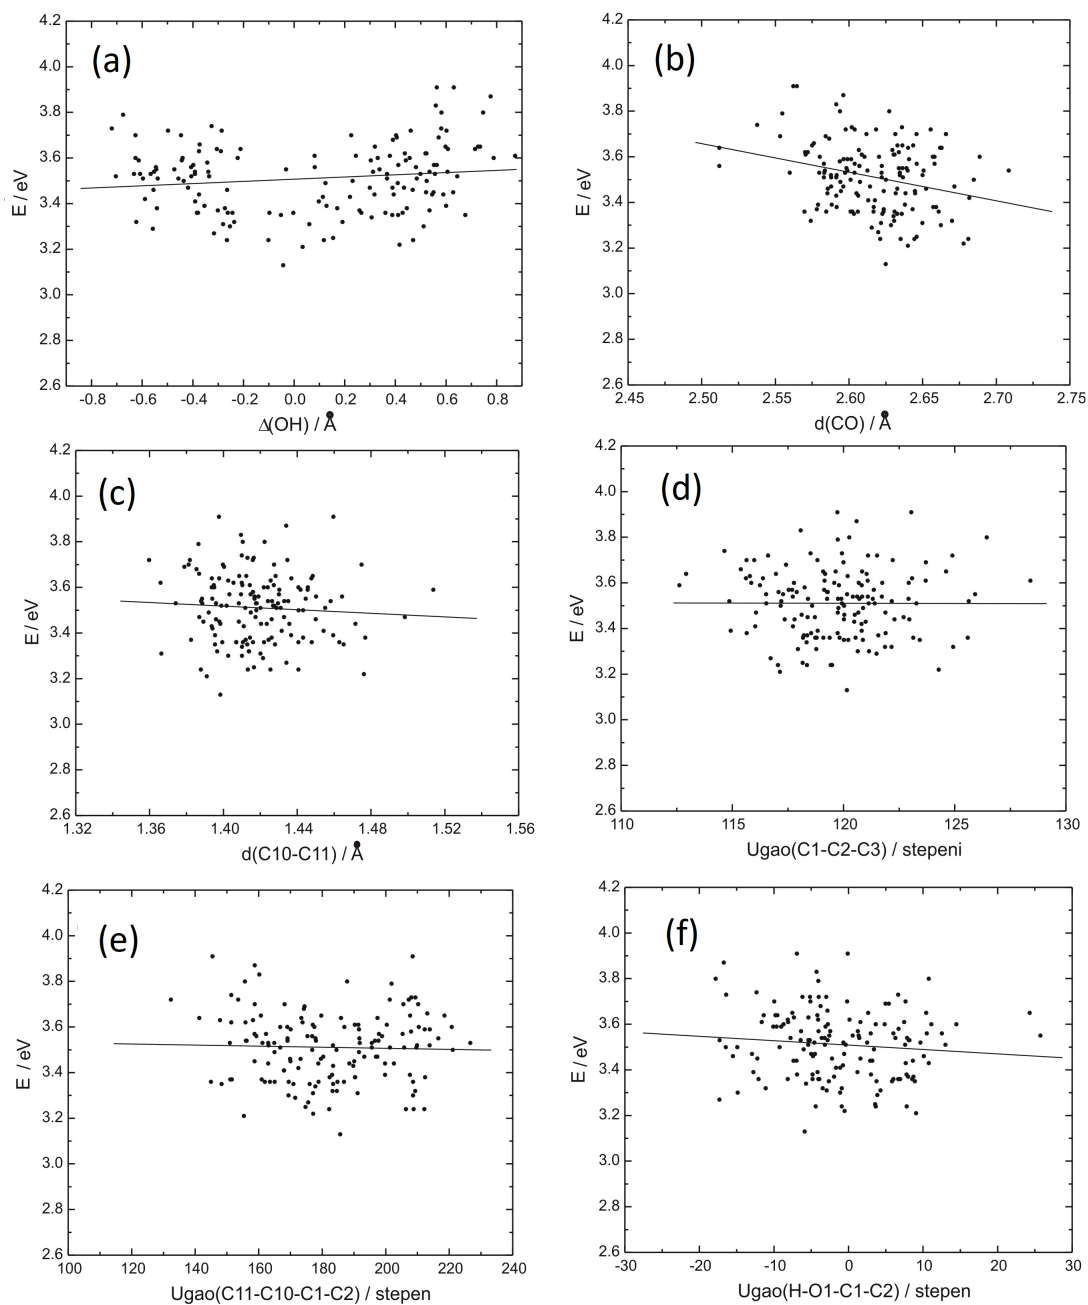 (a)
4.2
4.0
3.8
3.6
3.4
3.2
3.0
2.8
2.6
E / eV
-0.8 -0.6 -0.4 -0.2 0.0 0.2 0.4 0.6 0.8
Δ(OH) / Å
(b)
4.2
4.0
3.8
3.6
3.4
3.2
3.0
2.8
2.6
E / eV
2.45 2.50 2.55 2.60 2.65 2.70 2.75
d(CO) / Å
(c)
4.2
4.0
3.8
3.6
3.4
3.2
3.0
2.8
2.6
E / eV
1.32 1.36 1.40 1.44 1.48 1.52 1.56
d(C10-C11) / Å
(d)
4.2
4.0
3.8
3.6
3.4
3.2
3.0
2.8
2.6
E / eV
110 115 120 125 130
Ugao(C1-C2-C3) / stepeni
(e)
4.2
4.0
3.8
3.6
3.4
3.2
3.0
2.8
2.6
E / eV
100 120 140 160 180 200 220 240
Ugao(C11-C10-C1-C2) / stepen
(f)
4.2
4.0
3.8
3.6
3.4
3.2
3.0
2.8
2.6
E / eV
-30 -20 -10 0 10 20 30
Ugao(H-O1-C1-C2) / stepen